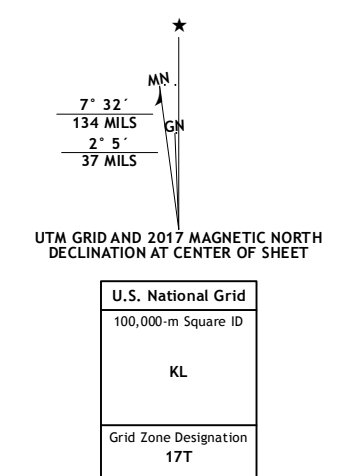 ★
MN
7° 32´
134 MILS
GN
2° 5´
37 MILS
UTM GRID AND 2017 MAGNETIC NORTH
DECLINATION AT CENTER OF SHEET
U.S. National Grid
100,000-m Square ID
KL
Grid Zone Designation
17T